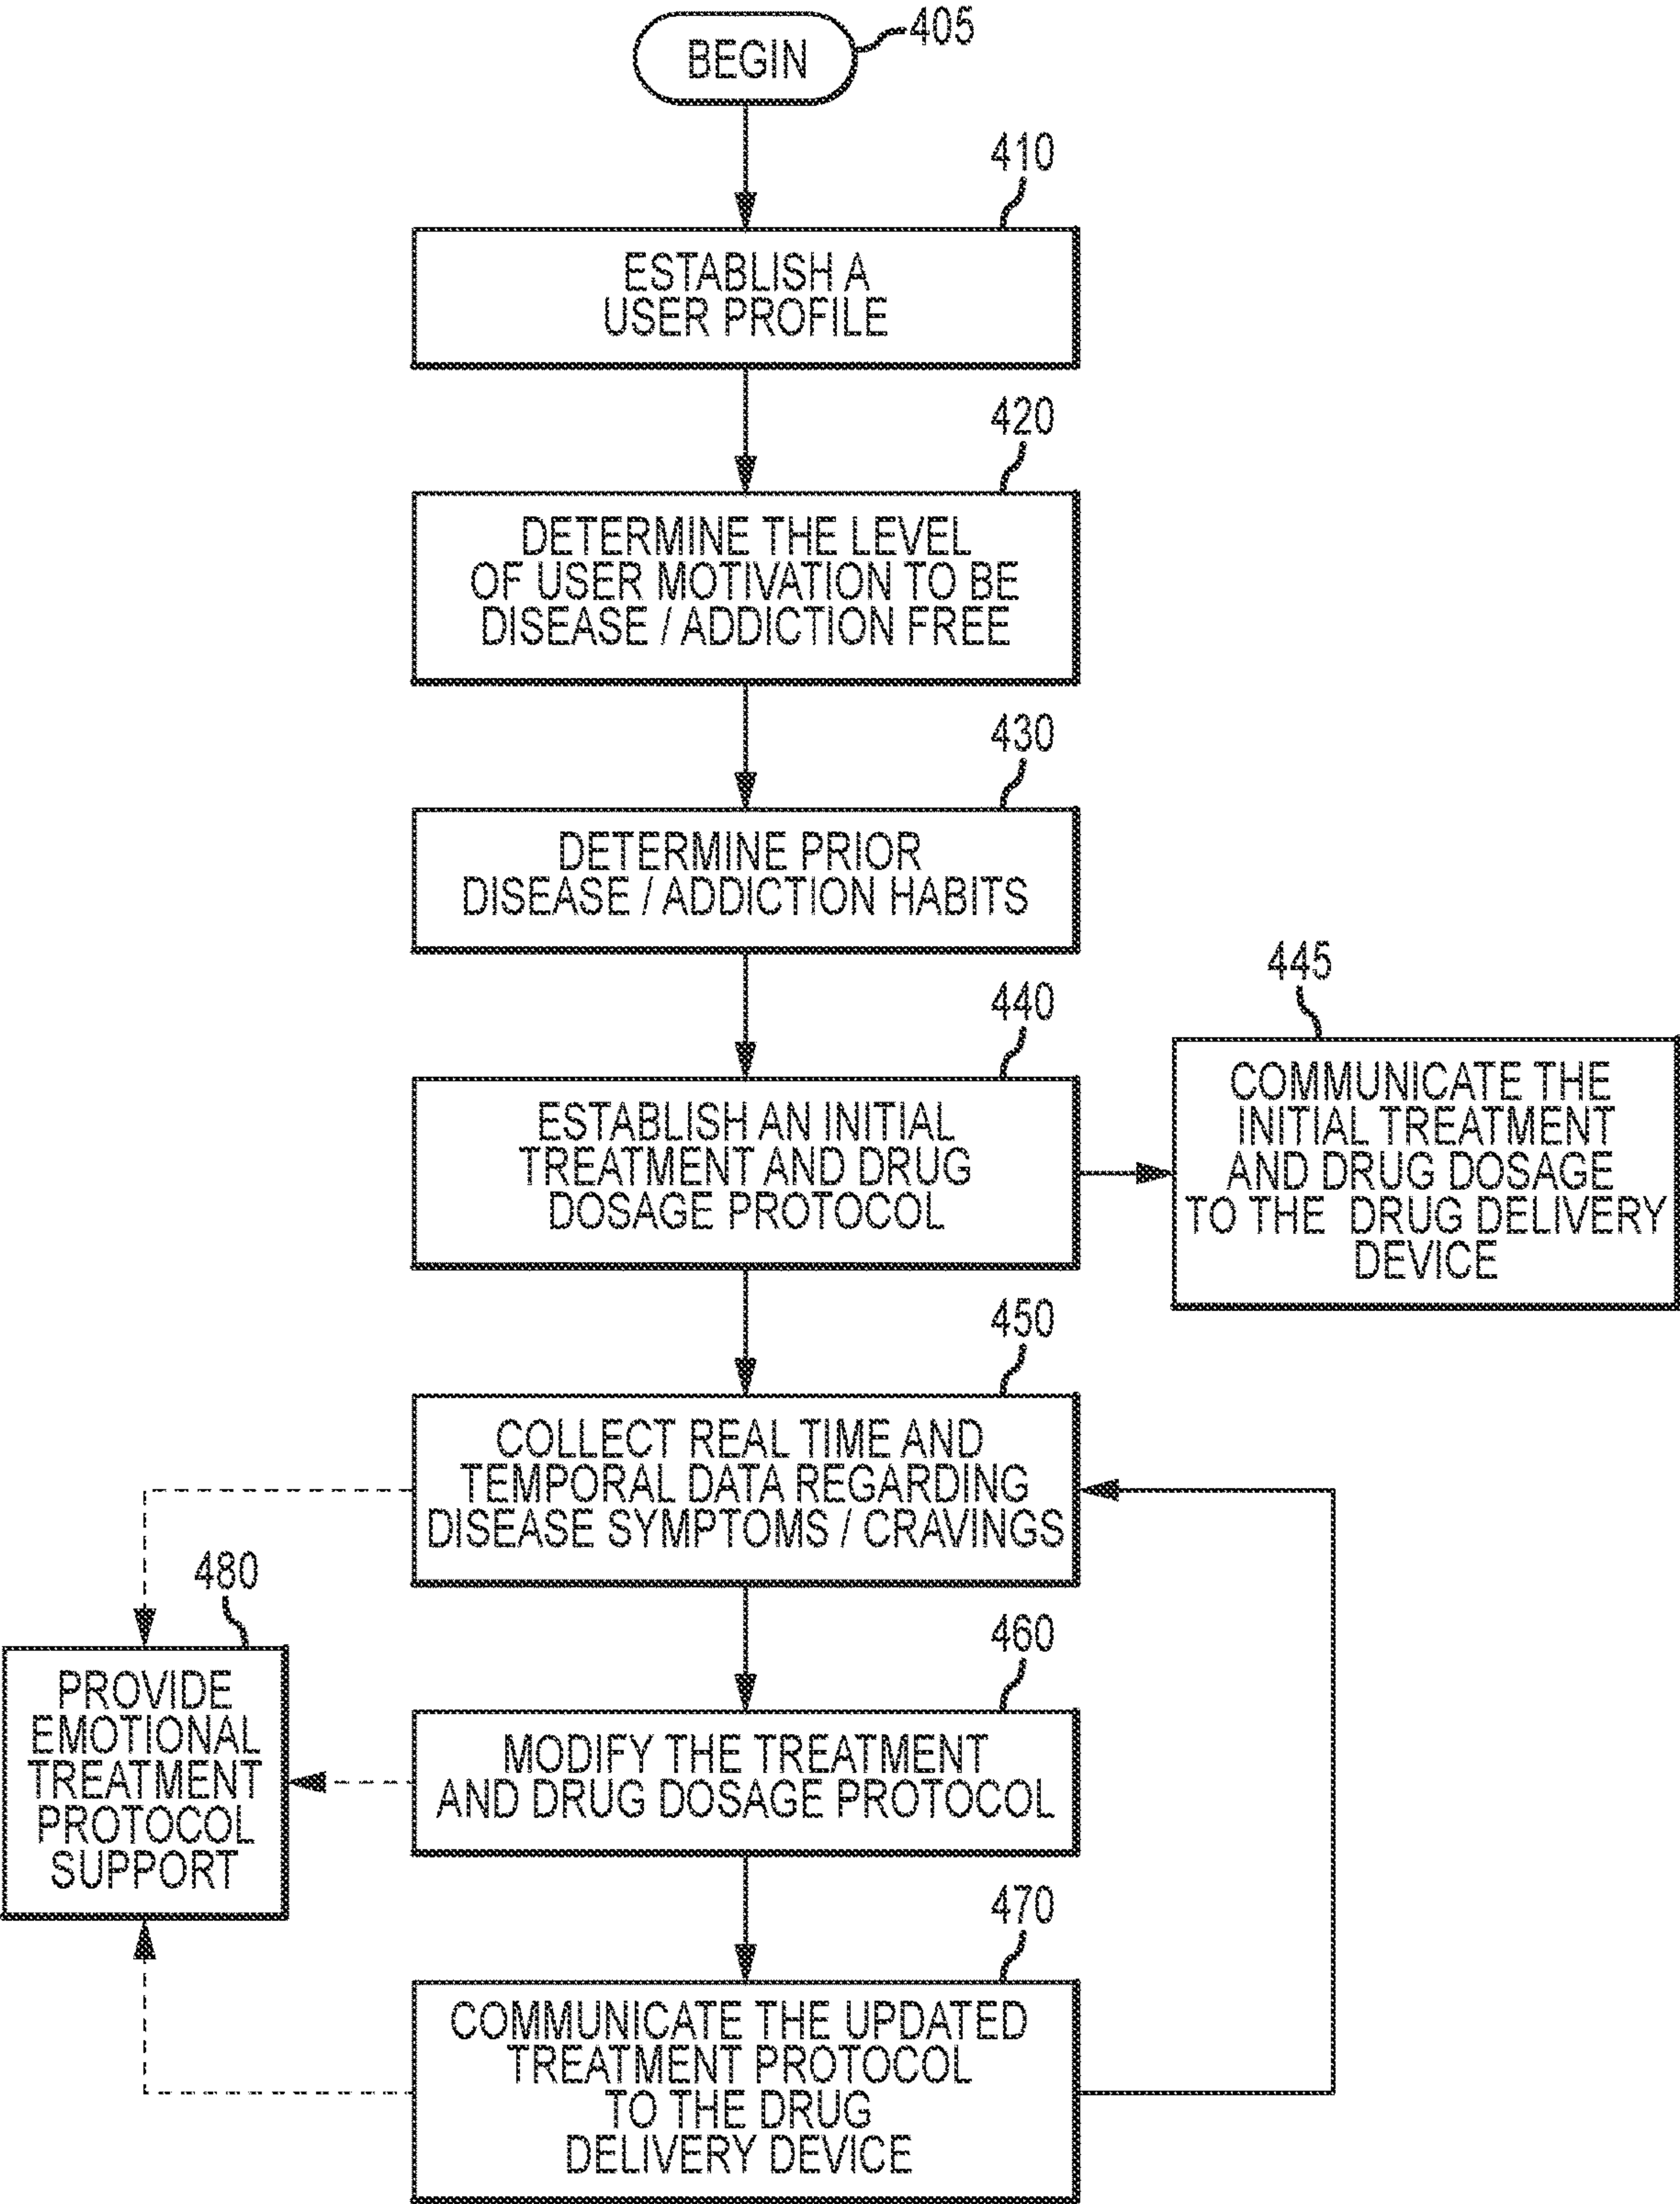 BEGIN
405
410
ESTABLISH A
USER PROFILE
420
DETERMINE THE LEVEL
OF USER MOTIVATION TO BE
DISEASE / ADDICTION FREE
430
DETERMINE PRIOR
DISEASE / ADDICTION HABITS
440
ESTABLISH AN INITIAL
TREATMENT AND DRUG
DOSAGE PROTOCOL
445
COMMUNICATE THE
INITIAL TREATMENT
AND DRUG DOSAGE
TO THE DRUG DELIVERY
DEVICE
450
COLLECT REAL TIME AND
TEMPORAL DATA REGARDING
DISEASE SYMPTOMS / CRAVINGS
480
PROVIDE
EMOTIONAL
TREATMENT
PROTOCOL
SUPPORT
460
MODIFY THE TREATMENT
AND DRUG DOSAGE PROTOCOL
470
COMMUNICATE THE UPDATED
TREATMENT PROTOCOL
TO THE DRUG
DELIVERY DEVICE